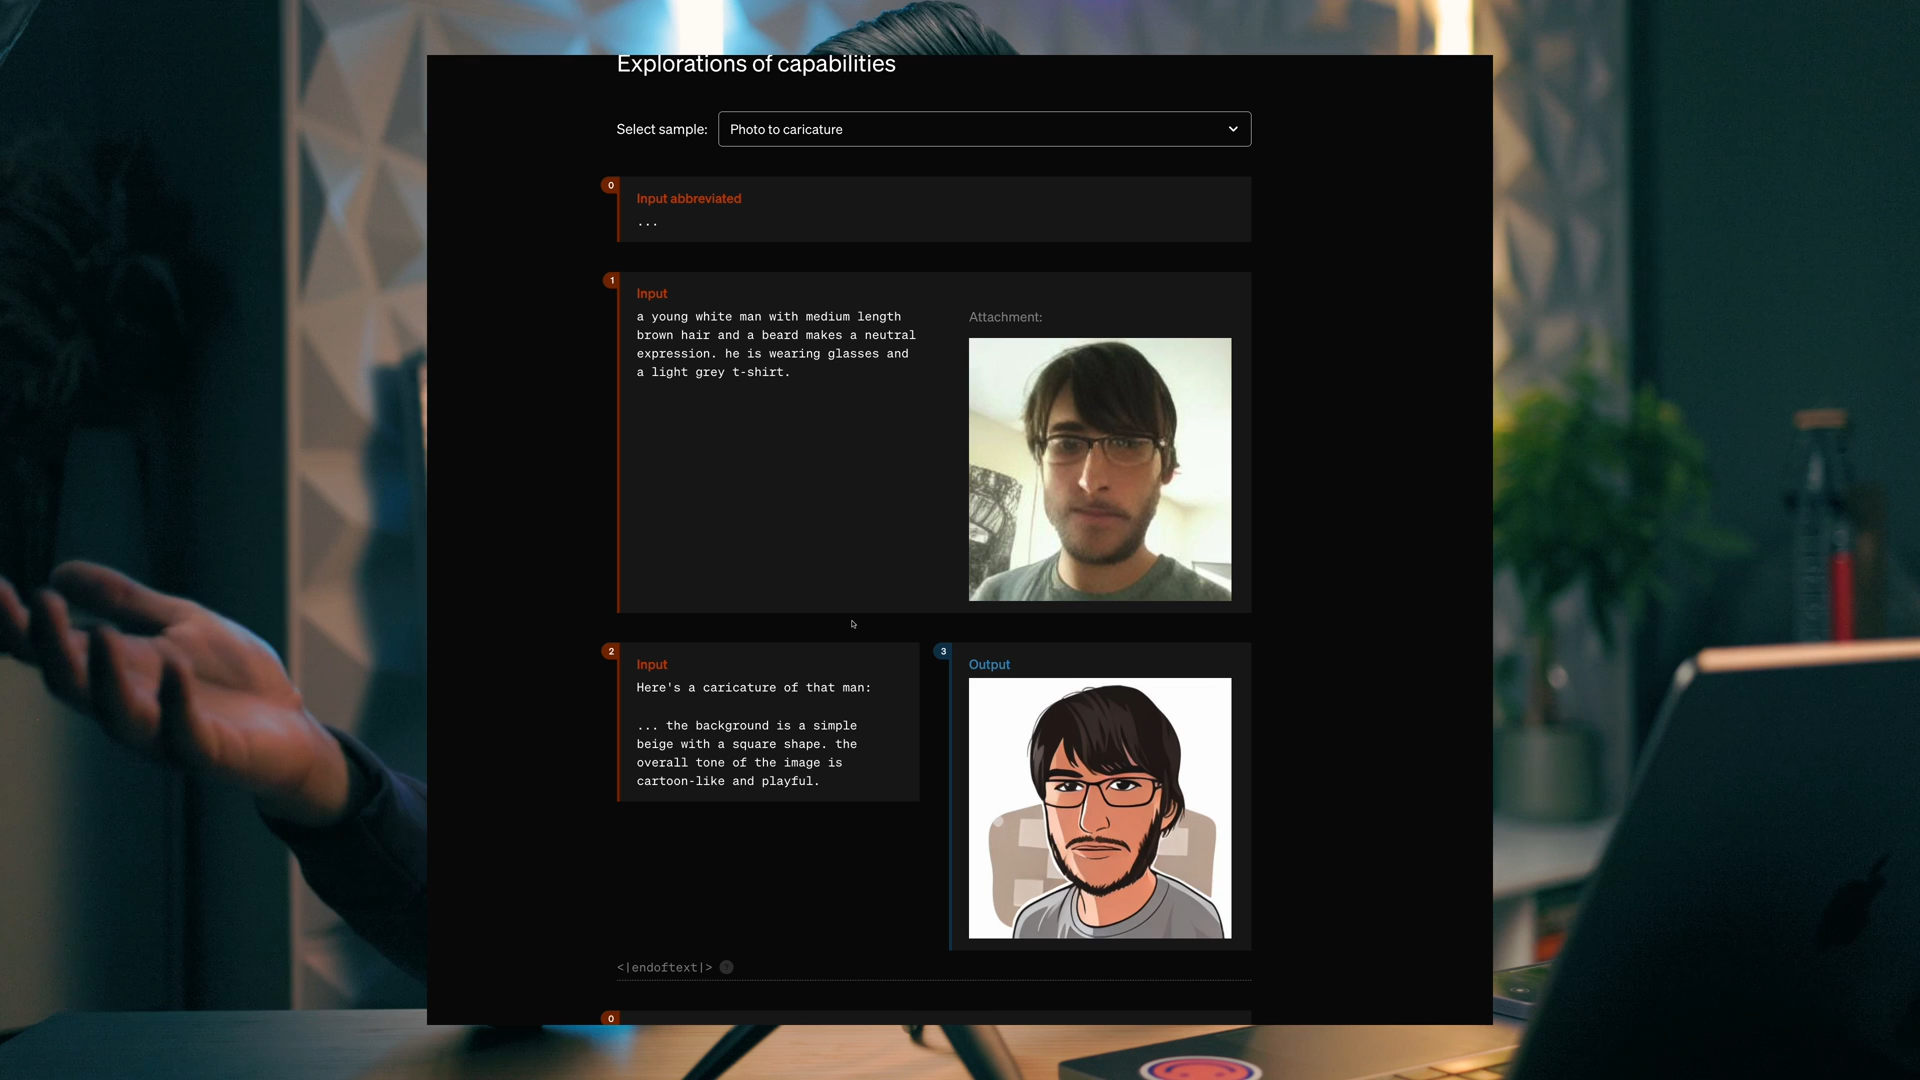 Explorations of capabilities
Select sample:
Photo to caricature
0
Input abbreviated
...
1
Input
a young white man with medium length
brown hair and a beard makes a neutral
expression. he is wearing glasses and
a light grey t-shirt.
Attachment:
2
Input
Here's a caricature of that man:
... the background is a simple
beige with a square shape. the
overall tone of the image is
cartoon-like and playful.
3
Output
<|endoftext|>
0